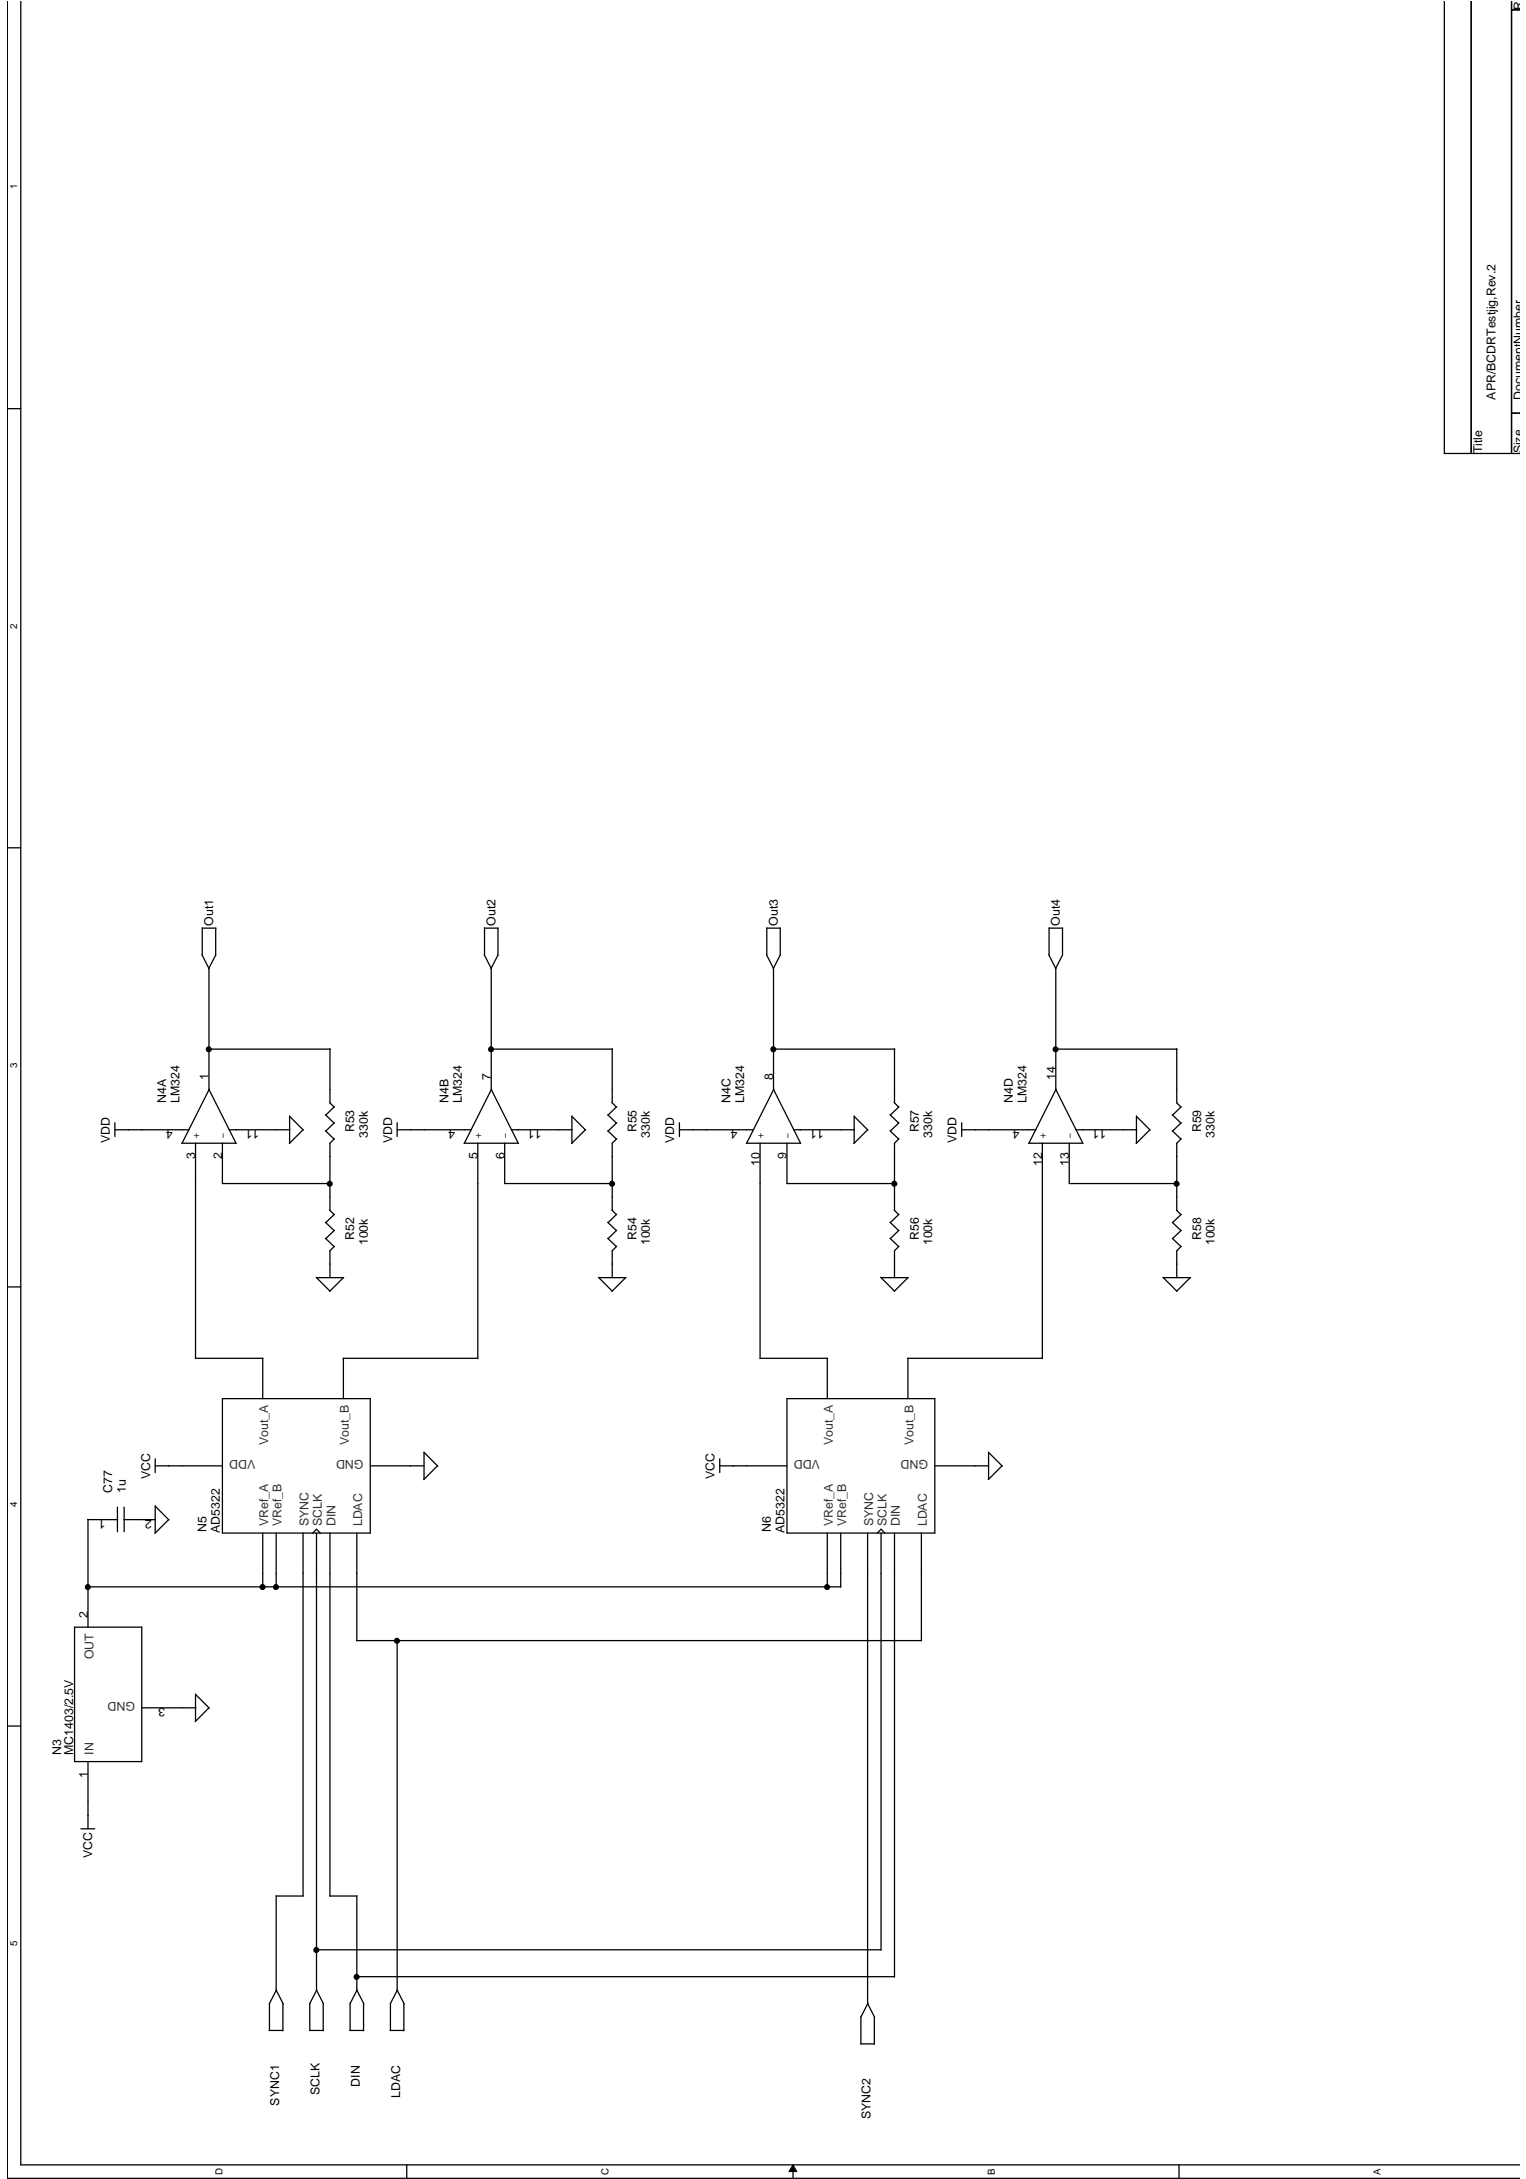 5
4
3
2
1
D
C
B
A
N3
MC1403/2.5V
VCC
1
IN
OUT
2
GND
3
C77
1u
1
2
SYNC1
SCLK
DIN
LDAC
SYNC2
N5
AD5322
VCC
VDD
VRef_A
VRef_B
SYNC
SCLK
DIN
LDAC
Vout_A
Vout_B
GND
N6
AD5322
VCC
VDD
VRef_A
VRef_B
SYNC
SCLK
DIN
LDAC
Vout_A
Vout_B
GND
VDD
N4A
LM324
3
2
4
11
1
+
-
R52
100k
R53
330k
Out1
VDD
N4B
LM324
5
6
4
11
7
+
-
R54
100k
R55
330k
Out2
VDD
N4C
LM324
10
9
4
11
8
+
-
R56
100k
R57
330k
Out3
VDD
N4D
LM324
12
13
4
11
14
+
-
R58
100k
R59
330k
Out4
Title
APR/BCDRTestjig,Rev.2
Size DocumentNumber